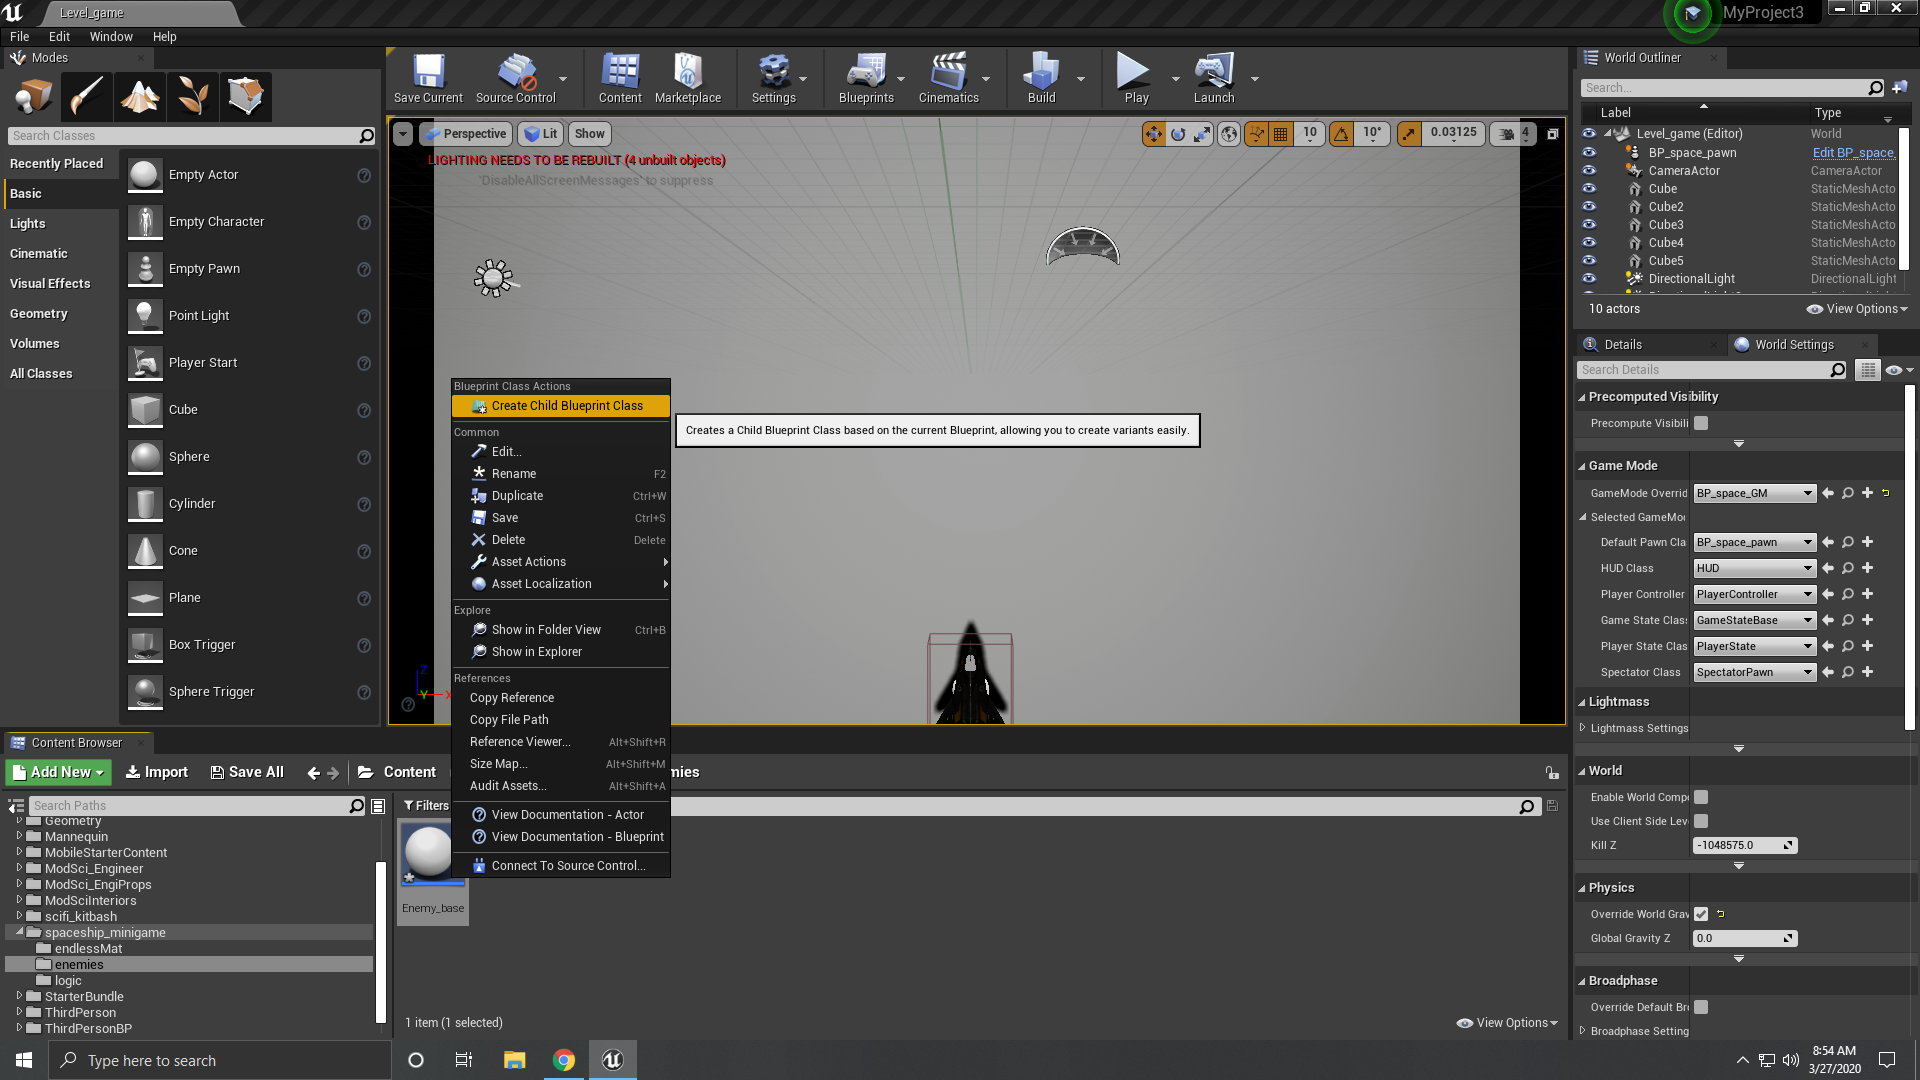 Level_game
MyProject3
File Edit Window Help
Modes
Search Classes
Recently Placed
Basic
Lights
Cinematic
Visual Effects
Geometry
Volumes
All Classes
Empty Actor
Empty Character
Empty Pawn
Point Light
Player Start
Cube
Sphere
Cylinder
Cone
Plane
Box Trigger
Sphere Trigger
Save Current
Source Control
Content
Marketplace
Settings
Blueprints
Cinematics
Build
Play
Launch
Perspective
Lit
Show
10
10°
0.03125
4
LIGHTING NEEDS TO BE REBUILT (4 unbuilt objects)
'DisableAllScreenMessages' to suppress
Z
Y
X
Blueprint Class Actions
Create Child Blueprint Class
Creates a Child Blueprint Class based on the current Blueprint, allowing you to create variants easily.
Common
Edit...
Rename F2
Duplicate Ctrl+W
Save Ctrl+S
Delete Delete
Asset Actions
Asset Localization
Explore
Show in Folder View Ctrl+B
Show in Explorer
References
Copy Reference
Copy File Path
Reference Viewer... Alt+Shift+R
Size Map... Alt+Shift+M
Audit Assets... Alt+Shift+A
View Documentation - Actor
View Documentation - Blueprint
Connect To Source Control...
World Outliner
Search...
Label Type
Level_game (Editor) World
BP_space_pawn Edit BP_space_
CameraActor CameraActor
Cube StaticMeshActo
Cube2 StaticMeshActo
Cube3 StaticMeshActo
Cube4 StaticMeshActo
Cube5 StaticMeshActo
DirectionalLight DirectionalLight
10 actors
View Options
Details
World Settings
Search Details
Precomputed Visibility
Precompute Visibili
Game Mode
GameMode Overrid BP_space_GM
Selected GameMo
Default Pawn Cla BP_space_pawn
HUD Class HUD
Player Controller PlayerController
Game State Class GameStateBase
Player State Clas PlayerState
Spectator Class SpectatorPawn
Lightmass
Lightmass Settings
World
Enable World Comp
Use Client Side Lev
Kill Z -1048575.0
Physics
Override World Grav
Global Gravity Z 0.0
Broadphase
Override Default Br
Broadphase Setting
Content Browser
Add New
Import
Save All
Content
mies
Search Paths
Filters
Geometry
Mannequin
MobileStarterContent
ModSci_Engineer
ModSci_EngiProps
ModSciInteriors
scifi_kitbash
spaceship_minigame
endlessMat
enemies
logic
StarterBundle
ThirdPerson
ThirdPersonBP
Enemy_base
1 item (1 selected)
View Options
Type here to search
8:54 AM
3/27/2020